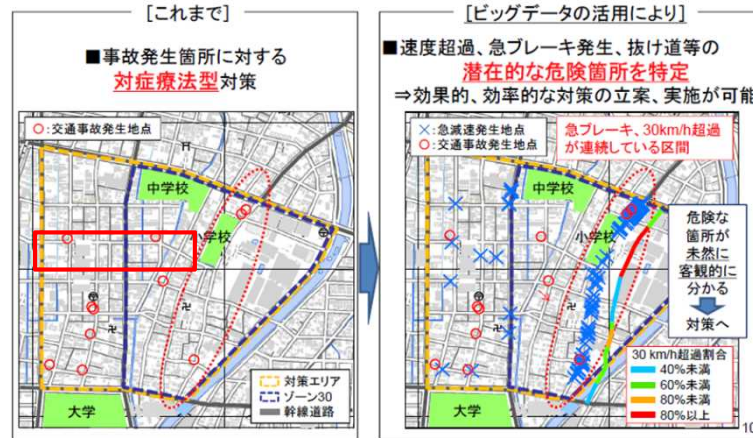 [これまで]
■事故発生箇所に対する
対症療法型対策
○:交通事故発生地点
中学校
小学校
大学
対策エリア
ゾーン30
幹線道路
[ビッグデータの活用により]
■速度超過、急ブレーキ発生、抜け道等の
潜在的な危険箇所を特定
⇒効果的、効率的な対策の立案、実施が可能
×:急減速発生地点
○:交通事故発生地点
急ブレーキ、30km/h超過
が連続している区間
中学校
小学校
大学
危険な
箇所が
未然に
客観的に
分かる
対策へ
30 km/h超過割合
40%未満
60%未満
80%未満
80%以上
10